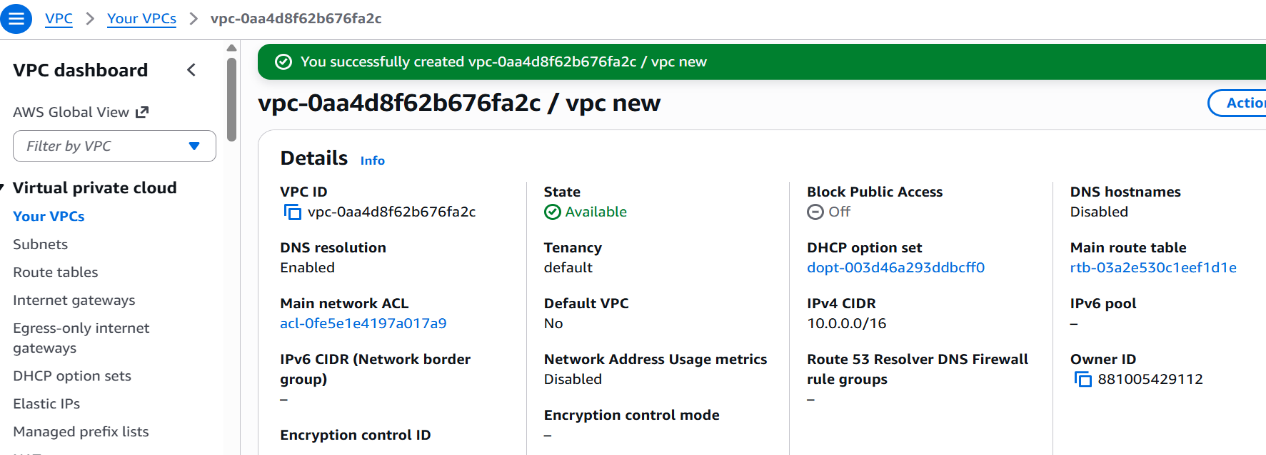 VPC > Your VPCs > vpc-0aa4d8f62b676fa2c
VPC dashboard
AWS Global View
Filter by VPC
Virtual private cloud
Your VPCs
Subnets
Route tables
Internet gateways
Egress-only internet
gateways
DHCP option sets
Elastic IPs
Managed prefix lists
You successfully created vpc-0aa4d8f62b676fa2c / vpc new
vpc-0aa4d8f62b676fa2c / vpc new
Details Info
VPC ID
vpc-0aa4d8f62b676fa2c
State
Available
Block Public Access
Off
DNS hostnames
Disabled
DNS resolution
Enabled
Tenancy
default
DHCP option set
dopt-003d46a293ddbcff0
Main route table
rtb-03a2e530c1eef1d1e
Main network ACL
acl-0fe5e1e4197a017a9
Default VPC
No
IPv4 CIDR
10.0.0.0/16
IPv6 pool
–
IPv6 CIDR (Network border
group)
–
Network Address Usage metrics
Disabled
Route 53 Resolver DNS Firewall
rule groups
–
Owner ID
881005429112
Encryption control ID
Encryption control mode
–